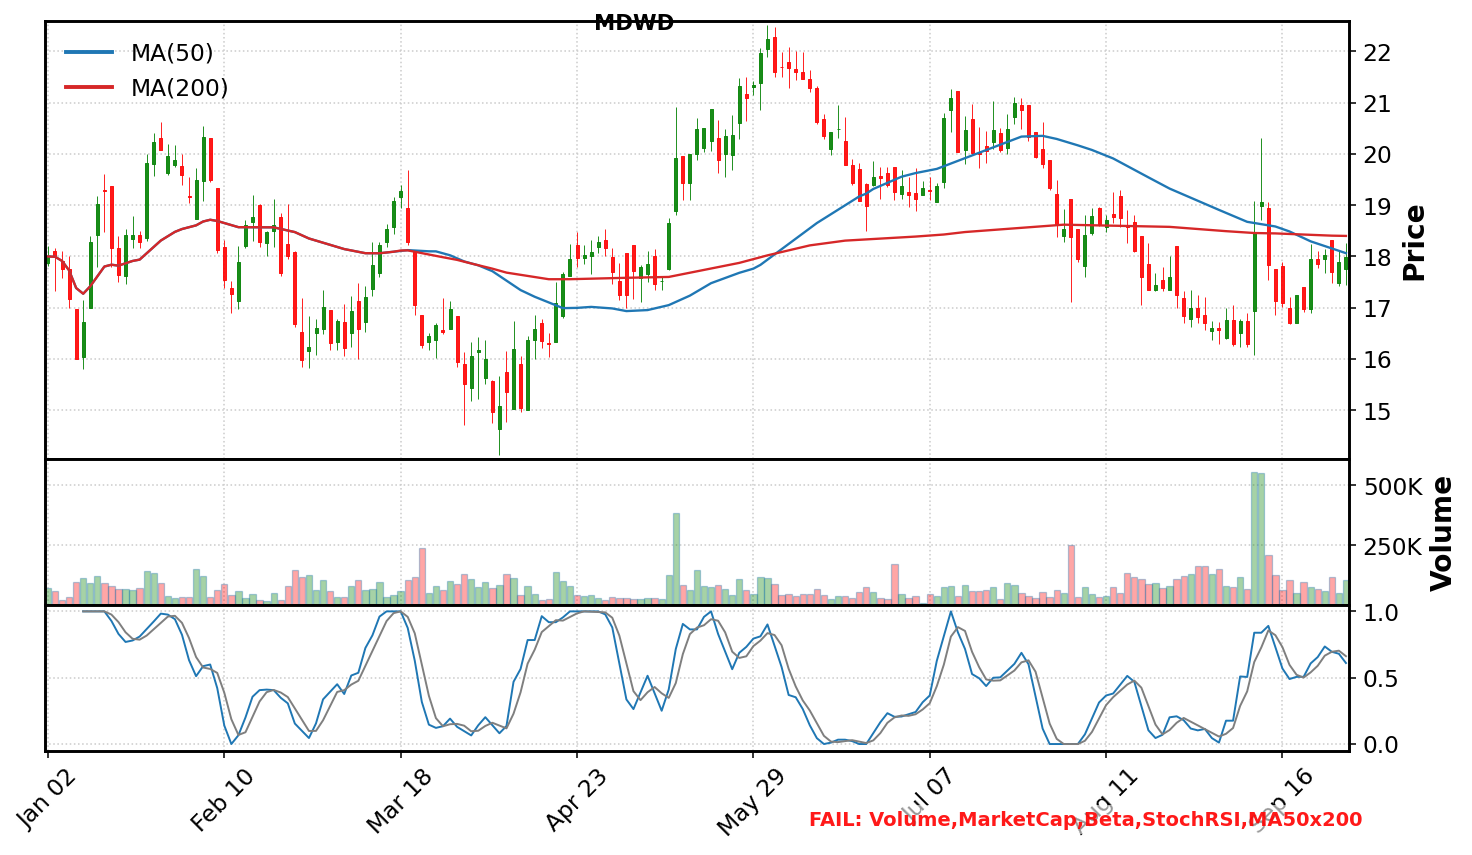 MDWD
MA(50)
MA(200)
22
21
20
19
18
17
16
15
Price
500K
250K
Volume
1.0
0.5
0.0
Jan 02
Feb 10
Mar 18
Apr 23
May 29
Jul 07
Aug 11
Sep 16
FAIL: Volume,MarketCap,Beta,StochRSI,MA50x200